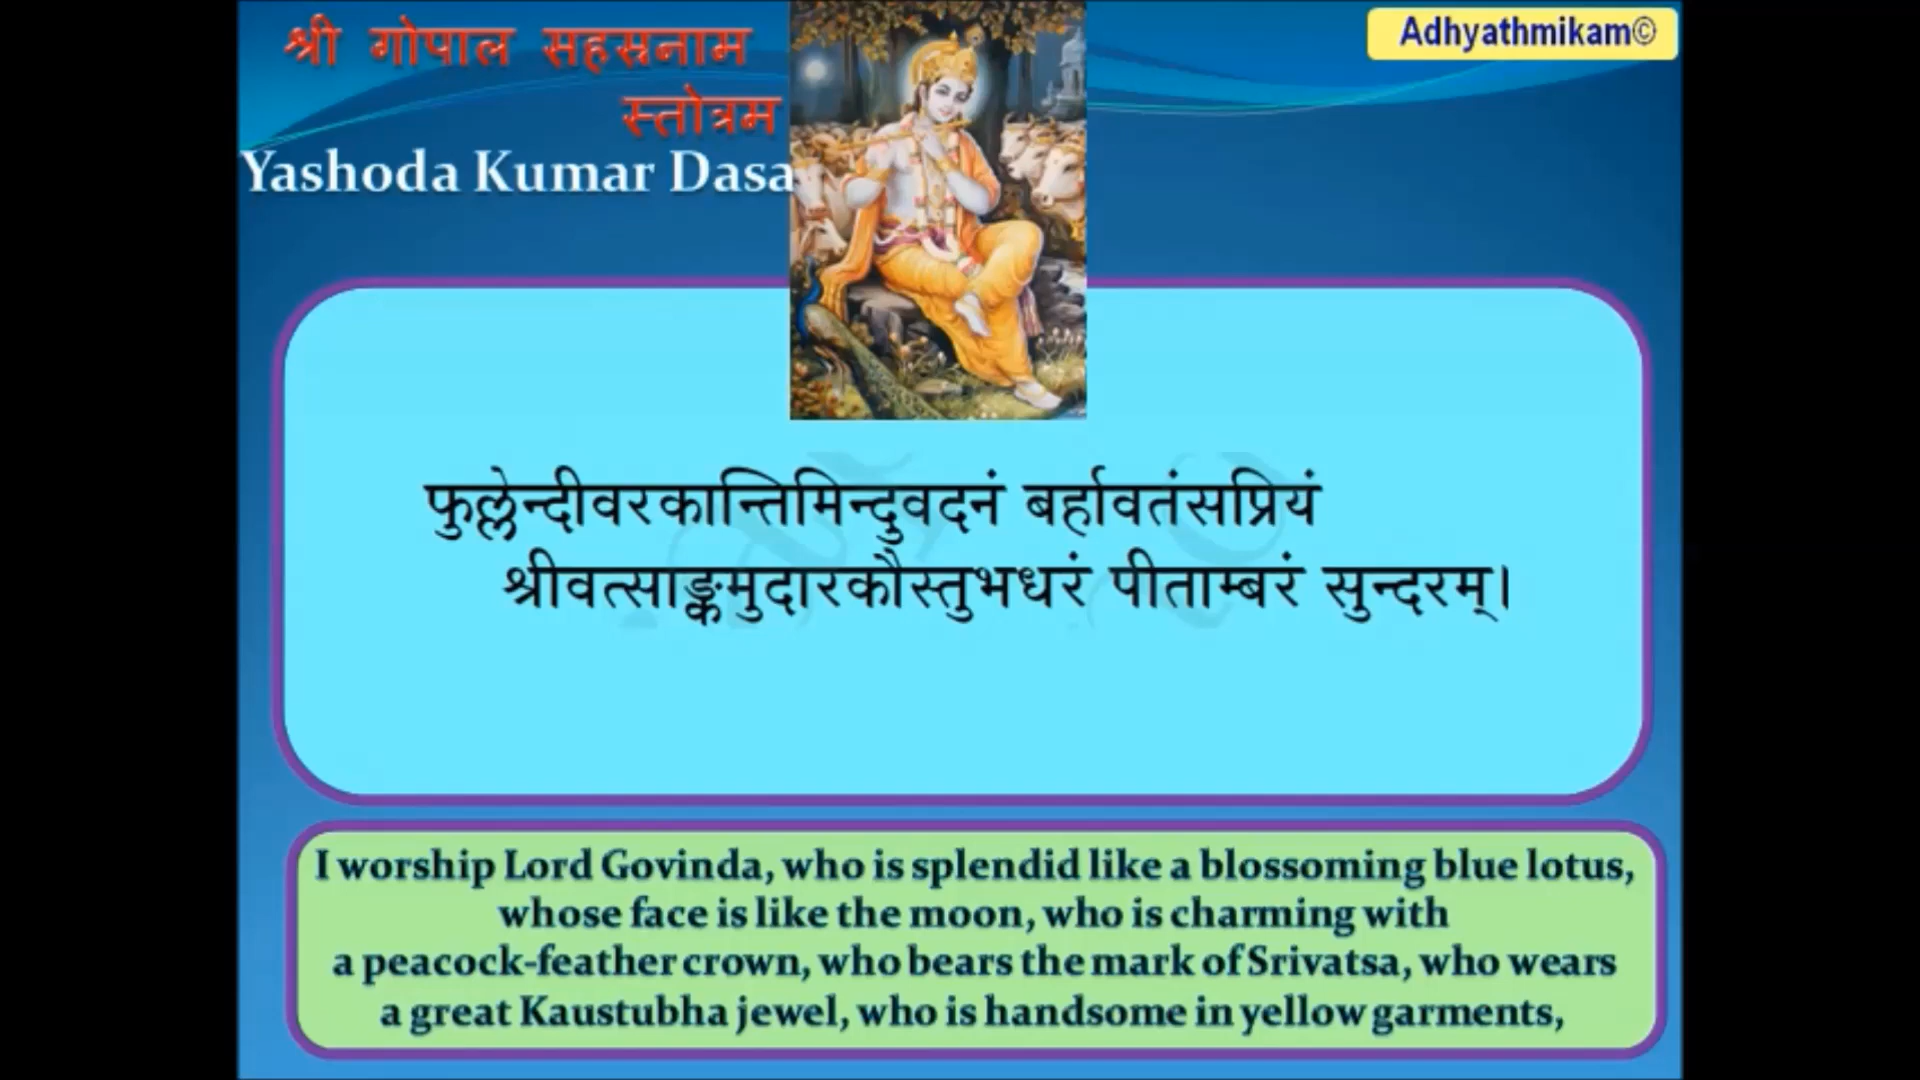 श्री गोपाल सहस्रनाम
स्तोत्रम
Yashoda Kumar Dasa
Adhyathmikam©
फुल्लेन्दीवरकान्तिमिन्दुवदनं बर्हावतंसप्रियं
श्रीवत्साङ्कमुदारकौस्तुभधरं पीताम्बरं सुन्दरम्।
I worship Lord Govinda, who is splendid like a blossoming blue lotus,
whose face is like the moon, who is charming with
a peacock-feather crown, who bears the mark of Srivatsa, who wears
a great Kaustubha jewel, who is handsome in yellow garments,